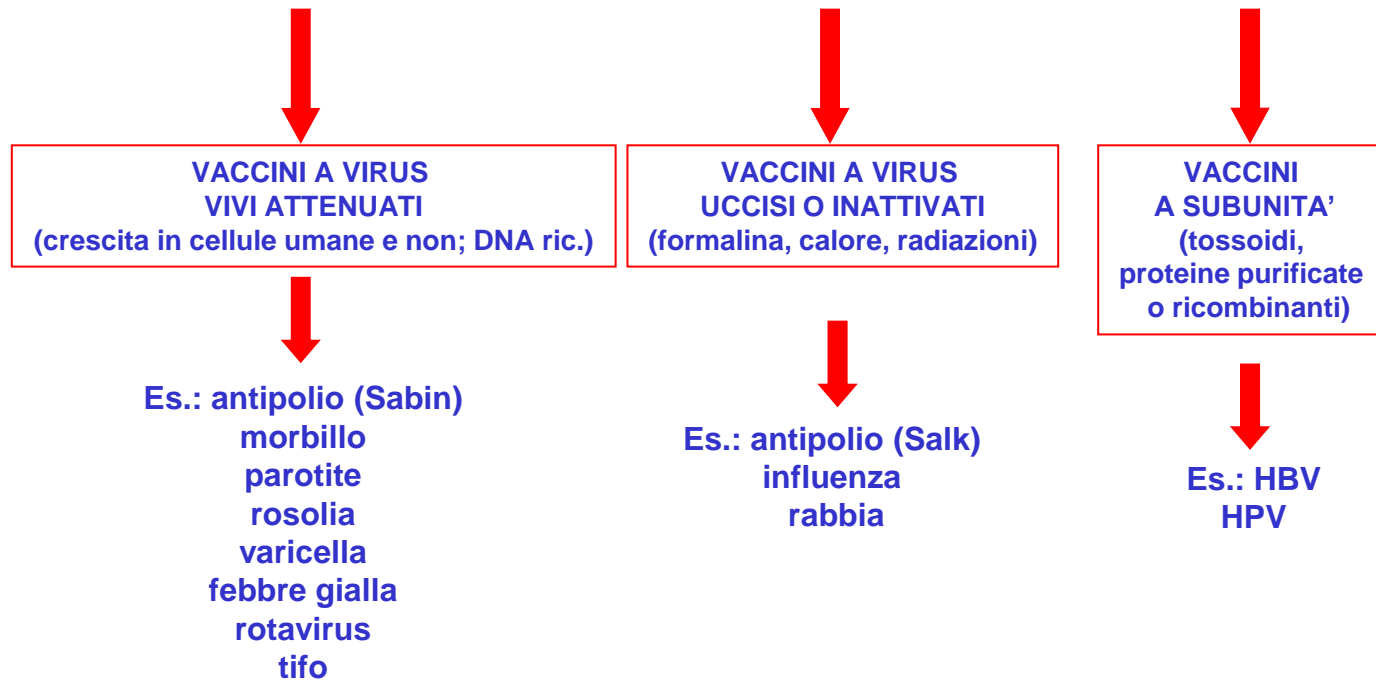 VACCINI A VIRUS
VIVI ATTENUATI
(crescita in cellule umane e non; DNA ric.)
Es.: antipolio (Sabin)
morbillo
parotite
rosolia
varicella
febbre gialla
rotavirus
tifo
VACCINI A VIRUS
UCCISI O INATTIVATI
(formalina, calore, radiazioni)
Es.: antipolio (Salk)
influenza
rabbia
VACCINI
A SUBUNITA’
(tossoidi,
proteine purificate
o ricombinanti)
Es.: HBV
HPV